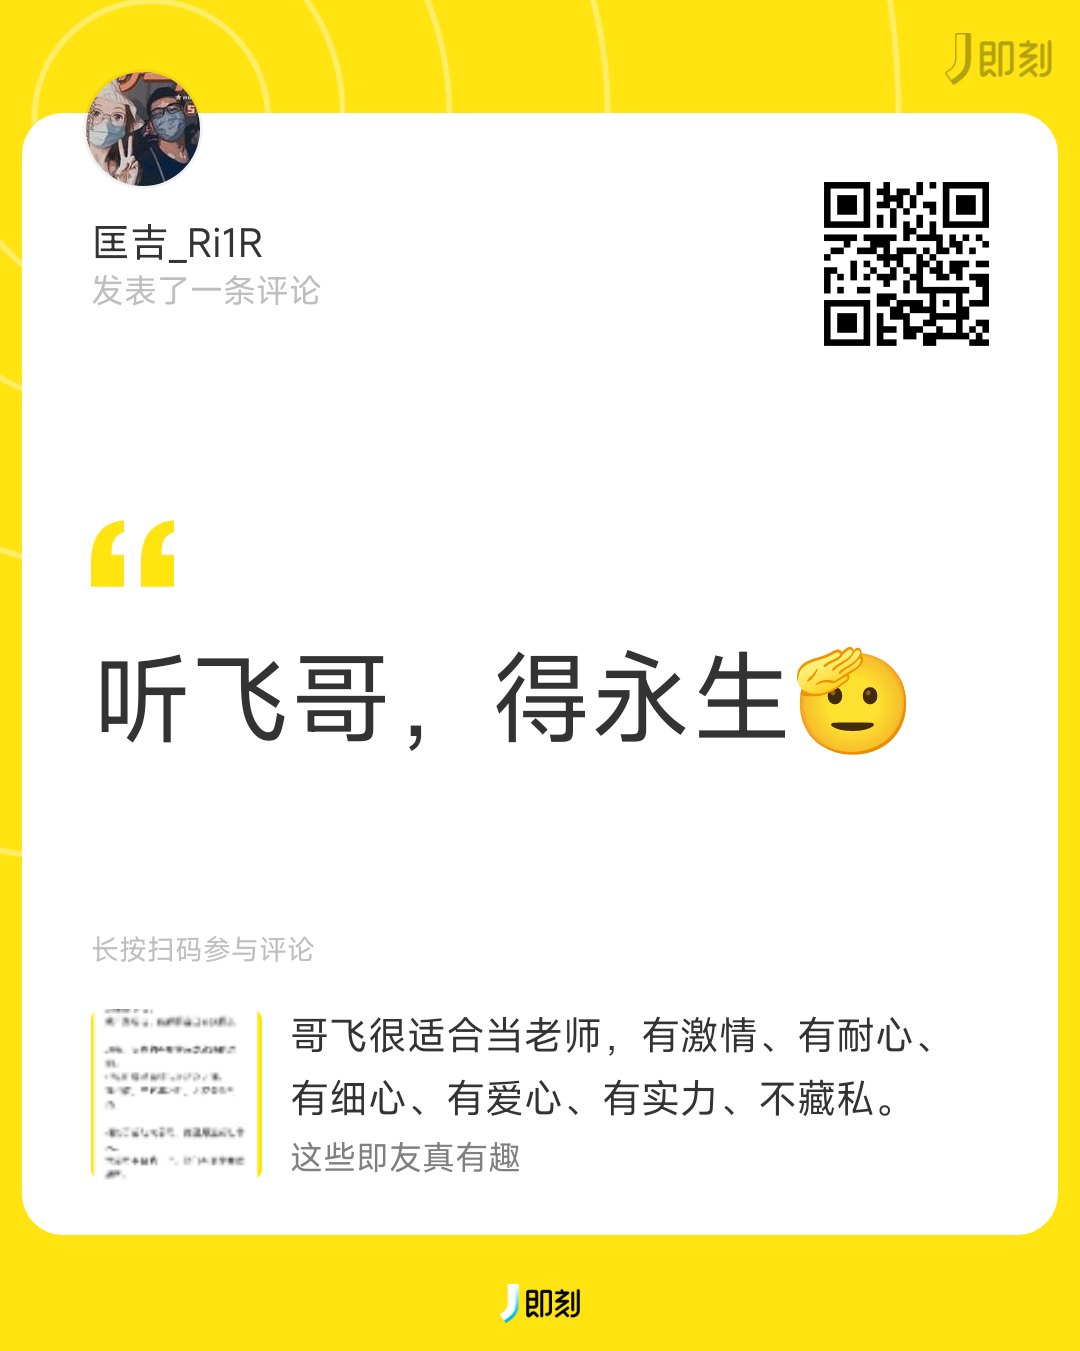 即刻
匡吉_Ri1R
发表了一条评论
听飞哥，得永生🫡
长按扫码参与评论
哥飞很适合当老师，有激情、有耐心、
有细心、有爱心、有实力、不藏私。
这些即友真有趣
即刻